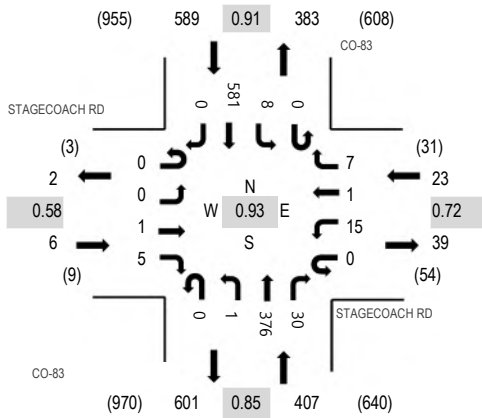 (955) 589 0.91 383 (608)
CO-83
0 581 8 0
STAGECOACH RD
(3) 0 7 (31)
2 0 N 1 23
0.58 W 0.93 E 0.72
6 1 S 15 39
(9) 5 0 (54)
0 1 376 30
STAGECOACH RD
CO-83
(970) 601 0.85 407 (640)